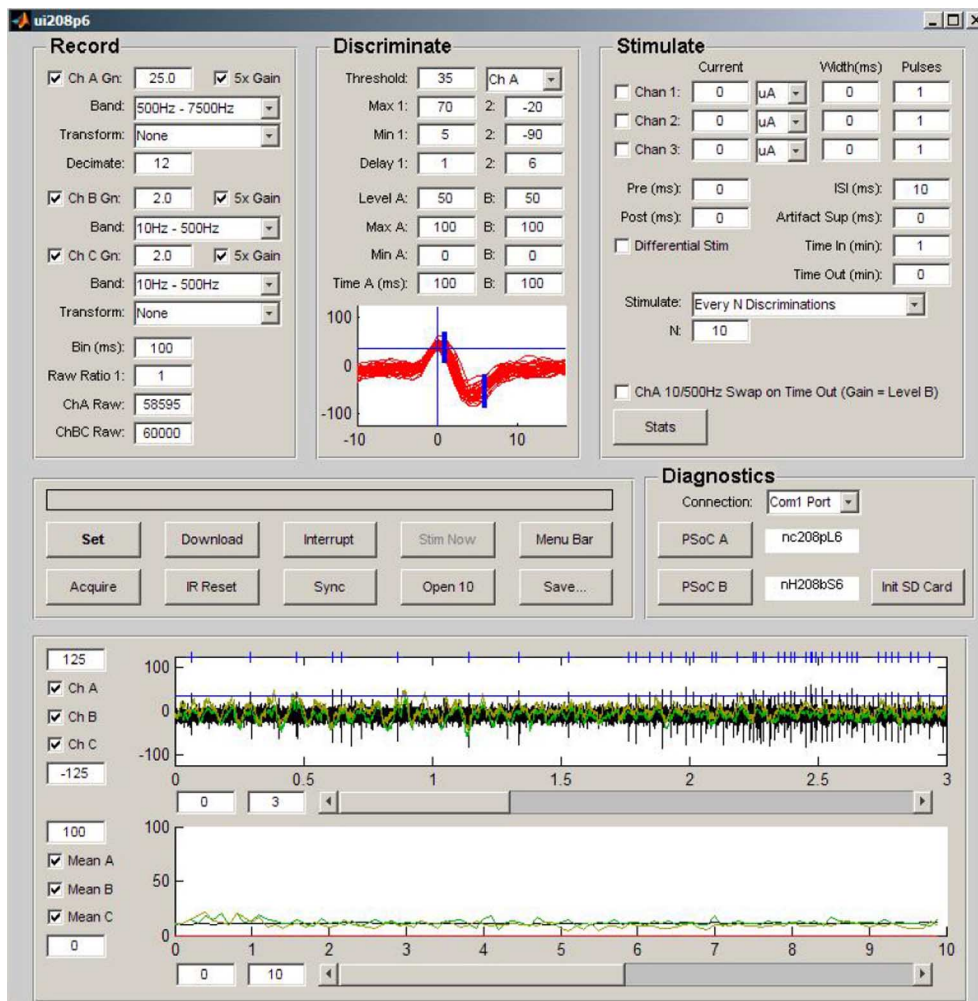 ui208p6
Record
Ch A Gn: 25.0 5x Gain
Band: 500Hz - 7500Hz
Transform: None
Decimate: 12
Ch B Gn: 2.0 5x Gain
Band: 10Hz - 500Hz
Ch C Gn: 2.0 5x Gain
Band: 10Hz - 500Hz
Transform: None
Bin (ms): 100
Raw Ratio 1: 1
ChA Raw: 58595
ChBC Raw: 60000
Discriminate
Threshold: 35 Ch A
Max 1: 70 2: -20
Min 1: 5 2: -90
Delay 1: 1 2: 6
Level A: 50 B: 50
Max A: 100 B: 100
Min A: 0 B: 0
Time A (ms): 100 B: 100
100
0
-100
-10 0 10
Stimulate
Current Width(ms) Pulses
Chan 1: 0 uA 0 1
Chan 2: 0 uA 0 1
Chan 3: 0 uA 0 1
Pre (ms): 0 ISI (ms): 10
Post (ms): 0 Artifact Sup (ms): 0
Differential Stim Time In (min): 1
Time Out (min): 0
Stimulate: Every N Discriminations
N: 10
ChA 10/500Hz Swap on Time Out (Gain = Level B)
Stats
Set Download Interrupt Stim Now Menu Bar
Acquire IR Reset Sync Open 10 Save...
Diagnostics
Connection: Com1 Port
PSoC A nc208pL6
PSoC B nH208bS6 Init SD Card
125
Ch A
Ch B
Ch C
-125
100
0
-100
0 0.5 1 1.5 2 2.5 3
0 3
100
Mean A
Mean B
Mean C
0
100
50
0
0 1 2 3 4 5 6 7 8 9 10
0 10